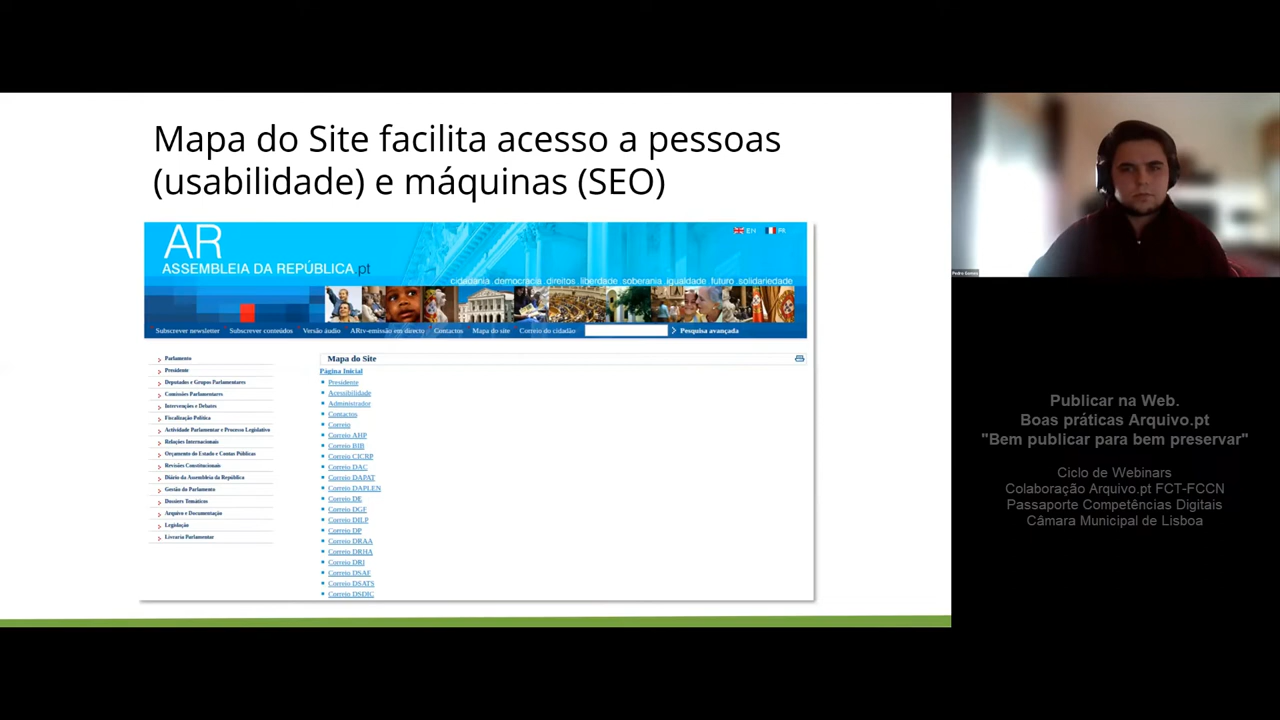 Mapa do Site facilita acesso a pessoas
(usabilidade) e máquinas (SEO)
AR
ASSEMBLEIA DA REPÚBLICA.pt
EN
FR
cidadania democracia direitos liberdade soberania igualdade futuro solidariedade
Subscrever newsletter Subscrever conteúdos Versão áudio ARtv-emissão em directo Contactos Mapa do site Correio do cidadão Pesquisa avançada
Parlamento
Presidente
Deputados e Grupos Parlamentares
Comissões Parlamentares
Intervenções e Debates
Fiscalização Política
Actividade Parlamentar e Processo Legislativo
Relações Internacionais
Orçamento do Estado e Contas Públicas
Revisões Constitucionais
Diário da Assembleia da República
Gestão do Parlamento
Dossiers Temáticos
Arquivo e Documentação
Legislação
Livraria Parlamentar
Mapa do Site
Página Inicial
Presidente
Acessibilidade
Administrador
Contactos
Correio
Correio AHP
Correio BIB
Correio CICRP
Correio DAC
Correio DAPAT
Correio DAPLEN
Correio DE
Correio DGF
Correio DILP
Correio DP
Correio DRAA
Correio DRHA
Correio DRI
Correio DSAF
Correio DSATS
Correio DSDIC
Pedro Gomes
Publicar na Web.
Boas práticas Arquivo.pt
"Bem publicar para bem preservar"
Ciclo de Webinars
Colaboração Arquivo.pt FCT-FCCN
Passaporte Competências Digitais
Câmara Municipal de Lisboa